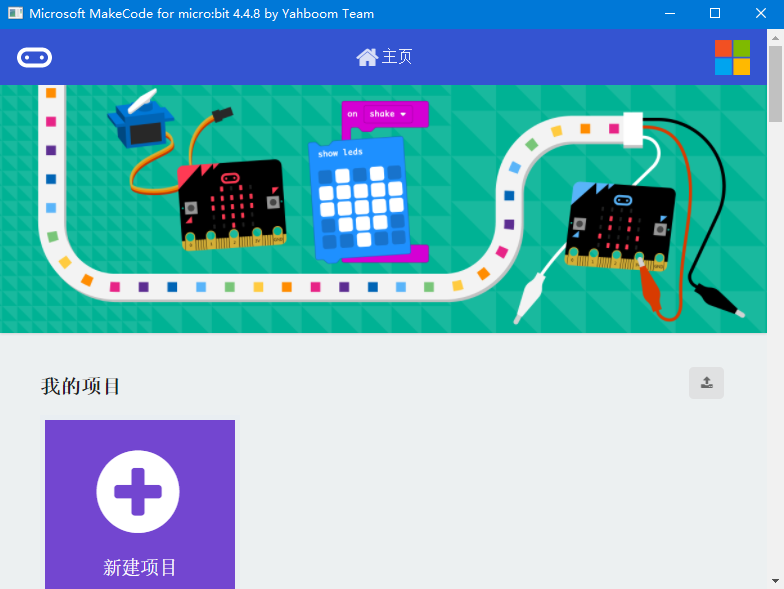 Microsoft MakeCode for micro:bit 4.4.8 by Yahboom Team
主页
on shake
show leds
我的项目
新建项目